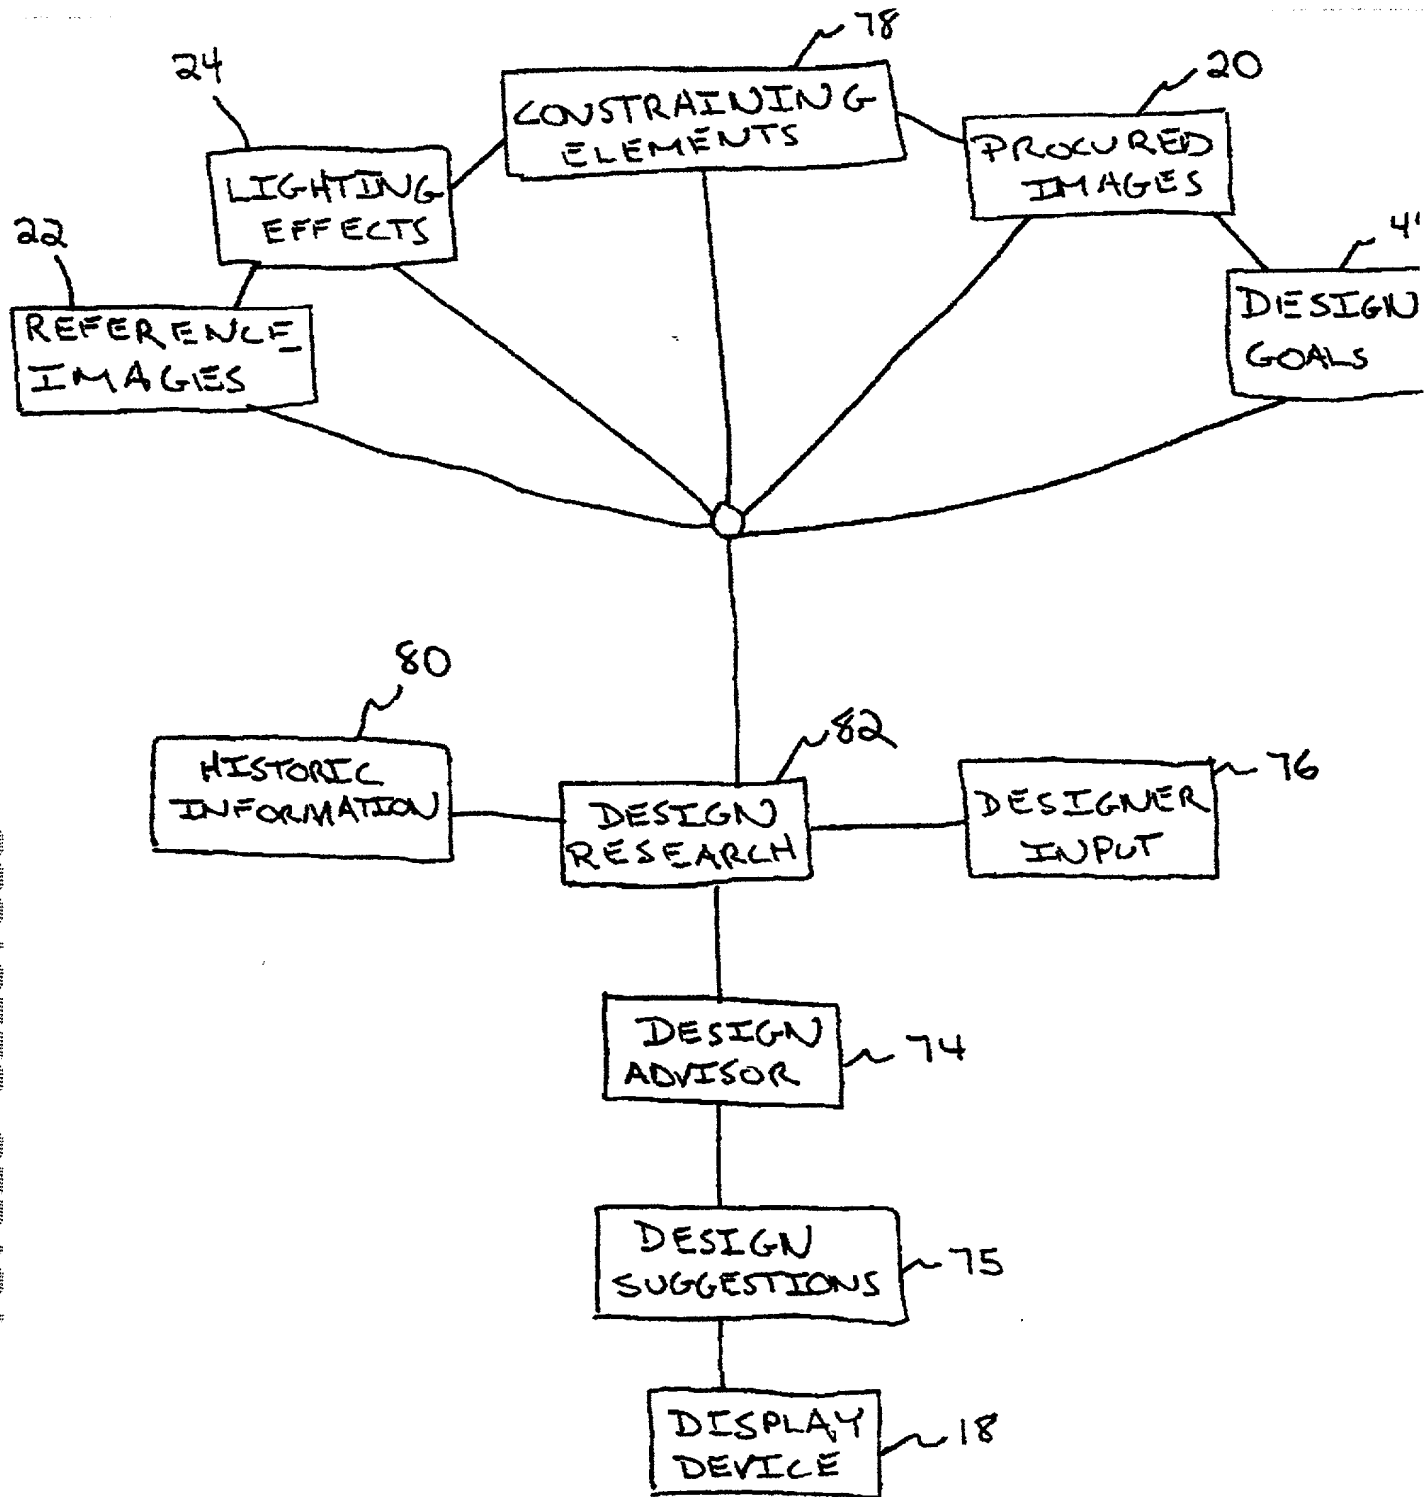 78
24
20
CONSTRAINING
ELEMENTS
PROCURED
IMAGES
LIGHTING
EFFECTS
22
DESIGN
GOALS
REFERENCE
IMAGES
80
82
76
HISTORIC
INFORMATION
DESIGN
RESEARCH
DESIGNER
INPUT
DESIGN
ADVISOR
74
DESIGN
SUGGESTIONS
75
DISPLAY
DEVICE
18